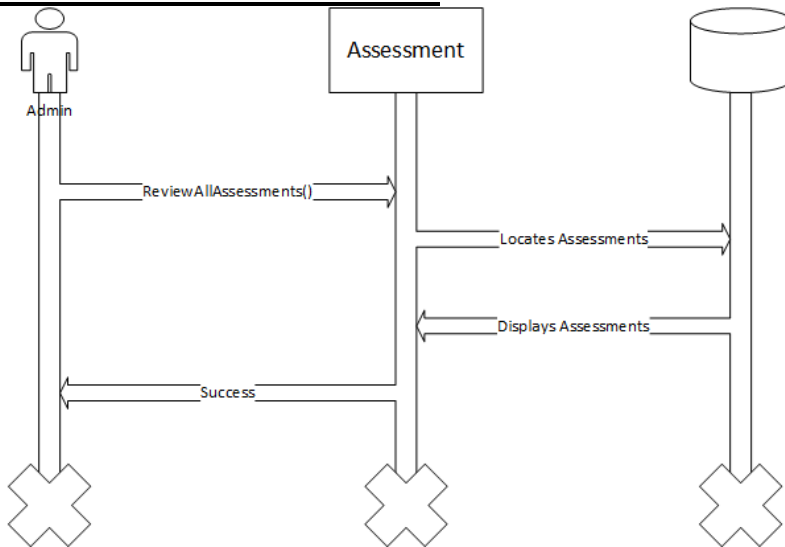 Assessment
Admin
ReviewAllAssessments()
Locates Assessments
Displays Assessments
Success